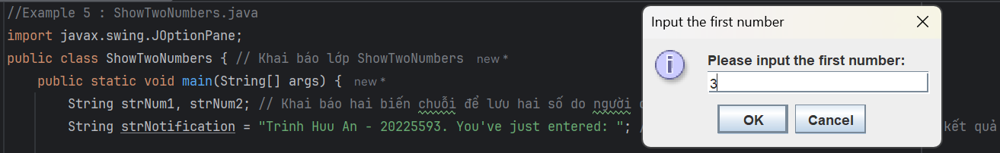 //Example 5 : ShowTwoNumbers.java
import javax.swing.JOptionPane;
public class ShowTwoNumbers { // Khai báo lớp ShowTwoNumbers new *
public static void main(String[] args) { new *
String strNum1, strNum2; // Khai báo hai biến chuỗi để lưu hai số do người
String strNotification = "Trinh Huu An - 20225593. You've just entered: "; / kết quả
Input the first number
Please input the first number:
3
OK Cancel